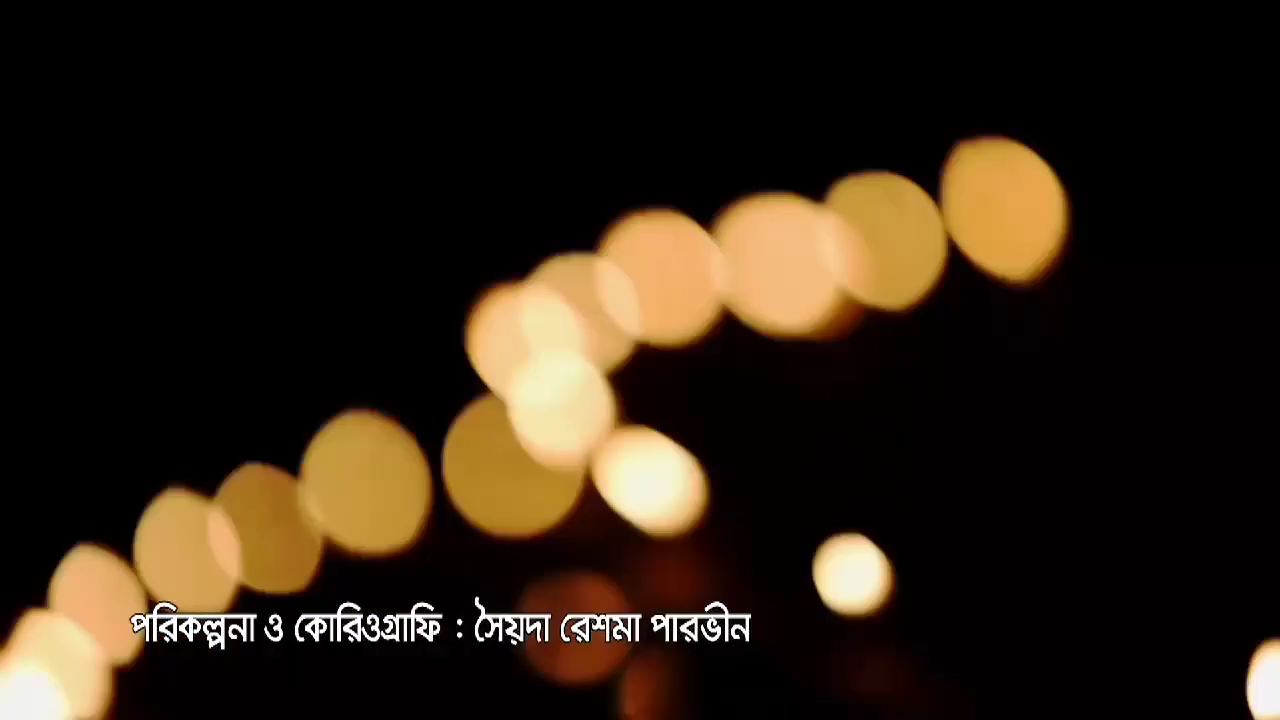 পরিকল্পনা ও কোরিওগ্রাফি : সৈয়দা রেশমা পারভীন